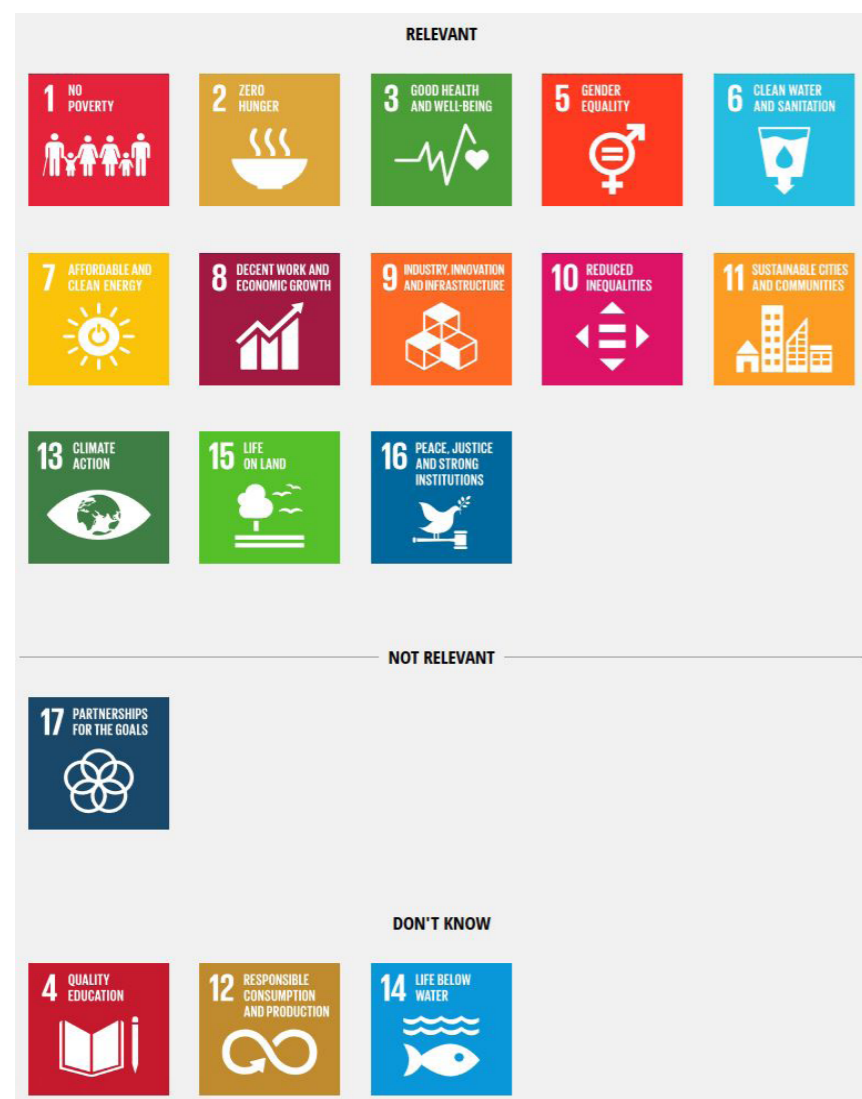 RELEVANT
1 NO
POVERTY
2 ZERO
HUNGER
3 GOOD HEALTH
AND WELL-BEING
5 GENDER
EQUALITY
6 CLEAN WATER
AND SANITATION
7 AFFORDABLE AND
CLEAN ENERGY
8 DECENT WORK AND
ECONOMIC GROWTH
9 INDUSTRY, INNOVATION
AND INFRASTRUCTURE
10 REDUCED
INEQUALITIES
11 SUSTAINABLE CITIES
AND COMMUNITIES
13 CLIMATE
ACTION
15 LIFE
ON LAND
16 PEACE, JUSTICE
AND STRONG
INSTITUTIONS
NOT RELEVANT
17 PARTNERSHIPS
FOR THE GOALS
DON'T KNOW
4 QUALITY
EDUCATION
12 RESPONSIBLE
CONSUMPTION
AND PRODUCTION
14 LIFE BELOW
WATER